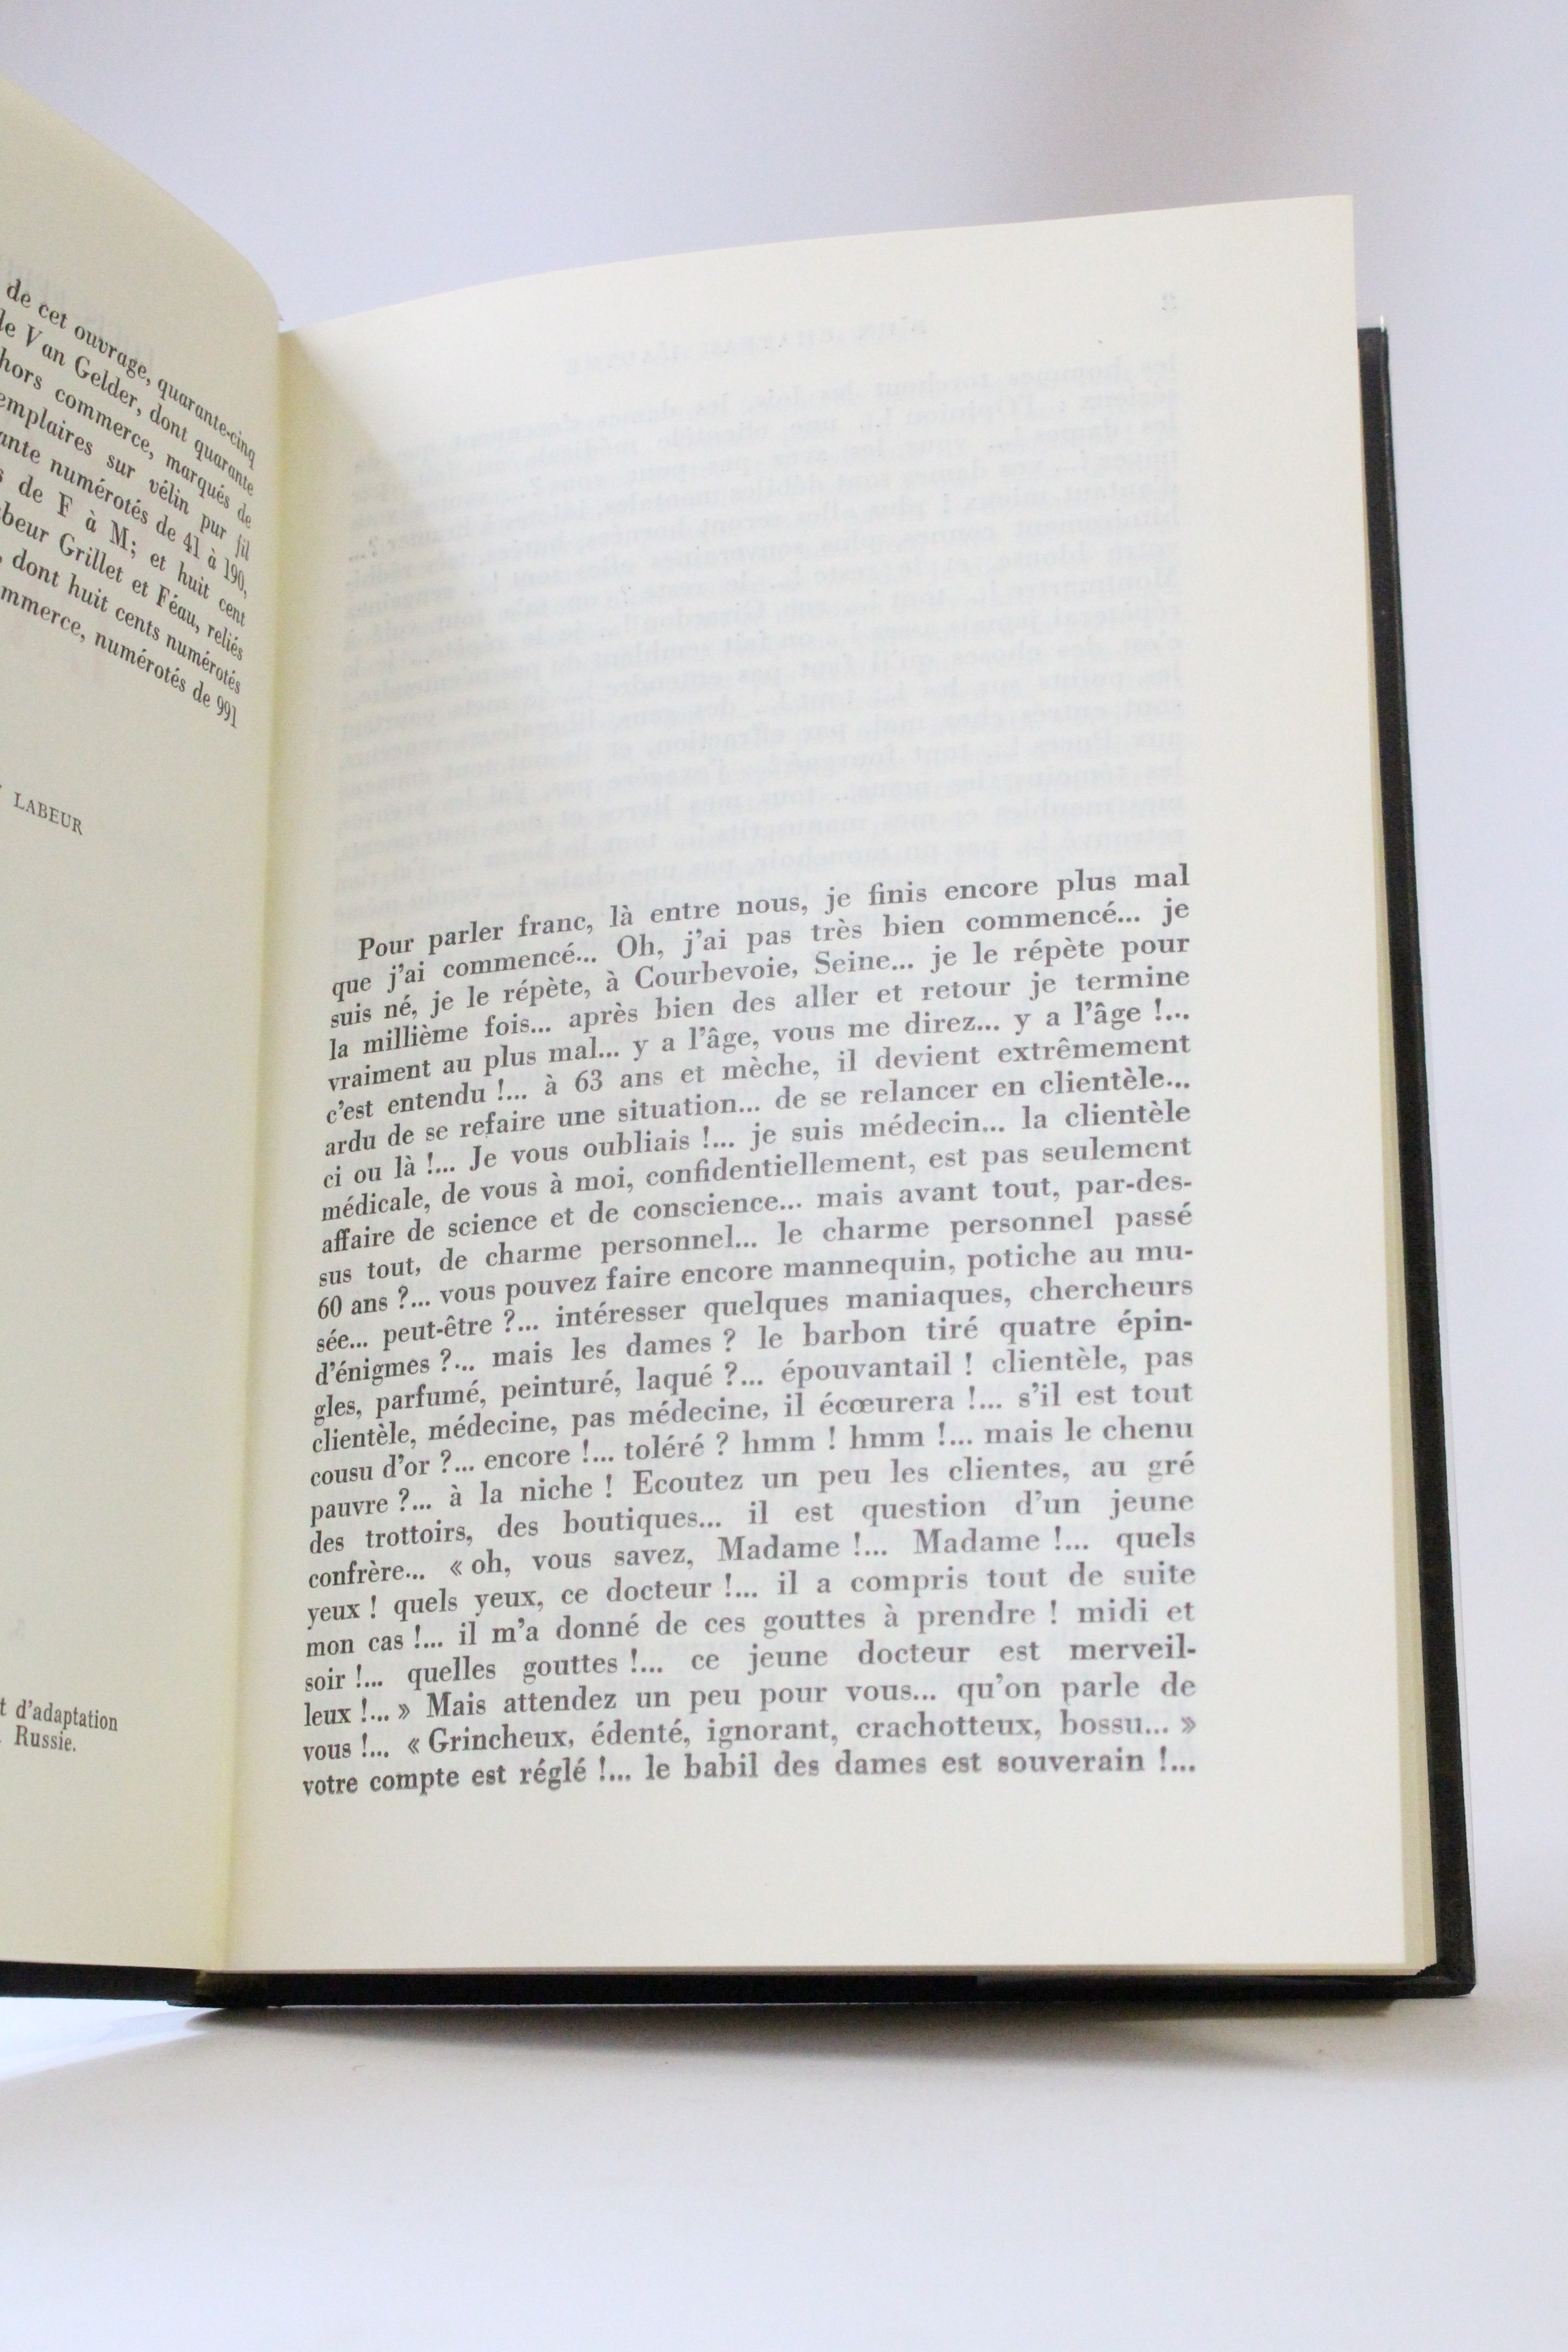 de cet ouvrage, quarante-cinq
Van Gelder, dont quarante
hors commerce, marqués de
sur vélin pur fil
numérotés de 41 à 190,
de F à M; et huit cent
Grillet et Féau, reliés
dont huit cents numérotés
numérotés de 991
LABEUR
d'adaptation
Russie.
Pour parler franc, là entre nous, je finis encore plus mal
que j'ai commencé... Oh, j'ai pas très bien commencé... je
suis né, je le répète, à Courbevoie, Seine... je le répète pour
la millième fois... après bien des aller et retour je termine
vraiment au plus mal... y a l'âge, vous me direz... y a l'âge !...
c'est entendu !... à 63 ans et mèche, il devient extrêmement
ardu de se refaire une situation... de se relancer en clientèle...
ci ou là !... Je vous oubliais !... je suis médecin... la clientèle
médicale, de vous à moi, confidentiellement, est pas seulement
affaire de science et de conscience... mais avant tout, par-des-
sus tout, de charme personnel... le charme personnel passé
60 ans ?... vous pouvez faire encore mannequin, potiche au mu-
sée... peut-être ?... intéresser quelques maniaques, chercheurs
d'énigmes ?... mais les dames ? le barbon tiré quatre épin-
gles, parfumé, peinturé, laqué ?... épouvantail ! clientèle, pas
clientèle, médecine, pas médecine, il écœurera !... s'il est tout
cousu d'or ?... encore !... toléré ? hmm ! hmm !... mais le chenu
pauvre ?... à la niche ! Ecoutez un peu les clientes, au gré
des trottoirs, des boutiques... il est question d'un jeune
confrère... « oh, vous savez, Madame !... Madame !... quels
yeux ! quels yeux, ce docteur !... il a compris tout de suite
mon cas !... il m'a donné de ces gouttes à prendre ! midi et
soir !... quelles gouttes !... ce jeune docteur est merveil-
leux !... » Mais attendez un peu pour vous... qu'on parle de
vous !... « Grincheux, édenté, ignorant, crachotteux, bossu... »
votre compte est réglé !... le babil des dames est souverain !...